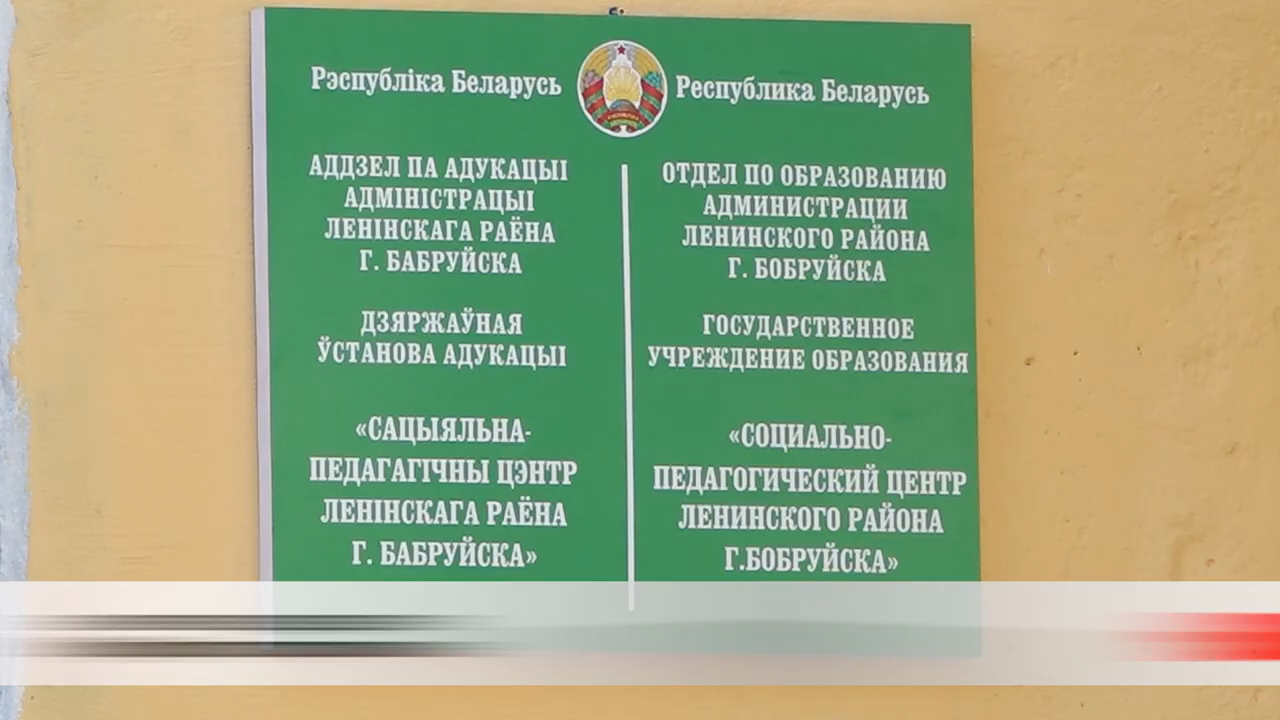 Рэспубліка Беларусь
АДДЗЕЛ ПА АДУКАЦЫІ
АДМІНІСТРАЦЫІ
ЛЕНІНСКАГА РАЁНА
Г. БАБРУЙСКА
ДЗЯРЖАЎНАЯ
ЎСТАНОВА АДУКАЦЫІ
«САЦЫЯЛЬНА-
ПЕДАГАГІЧНЫ ЦЭНТР
ЛЕНІНСКАГА РАЁНА
Г. БАБРУЙСКА»
Республика Беларусь
ОТДЕЛ ПО ОБРАЗОВАНИЮ
АДМИНИСТРАЦИИ
ЛЕНИНСКОГО РАЙОНА
Г. БОБРУЙСКА
ГОСУДАРСТВЕННОЕ
УЧРЕЖДЕНИЕ ОБРАЗОВАНИЯ
«СОЦИАЛЬНО-
ПЕДАГОГИЧЕСКИЙ ЦЕНТР
ЛЕНИНСКОГО РАЙОНА
Г.БОБРУЙСКА»